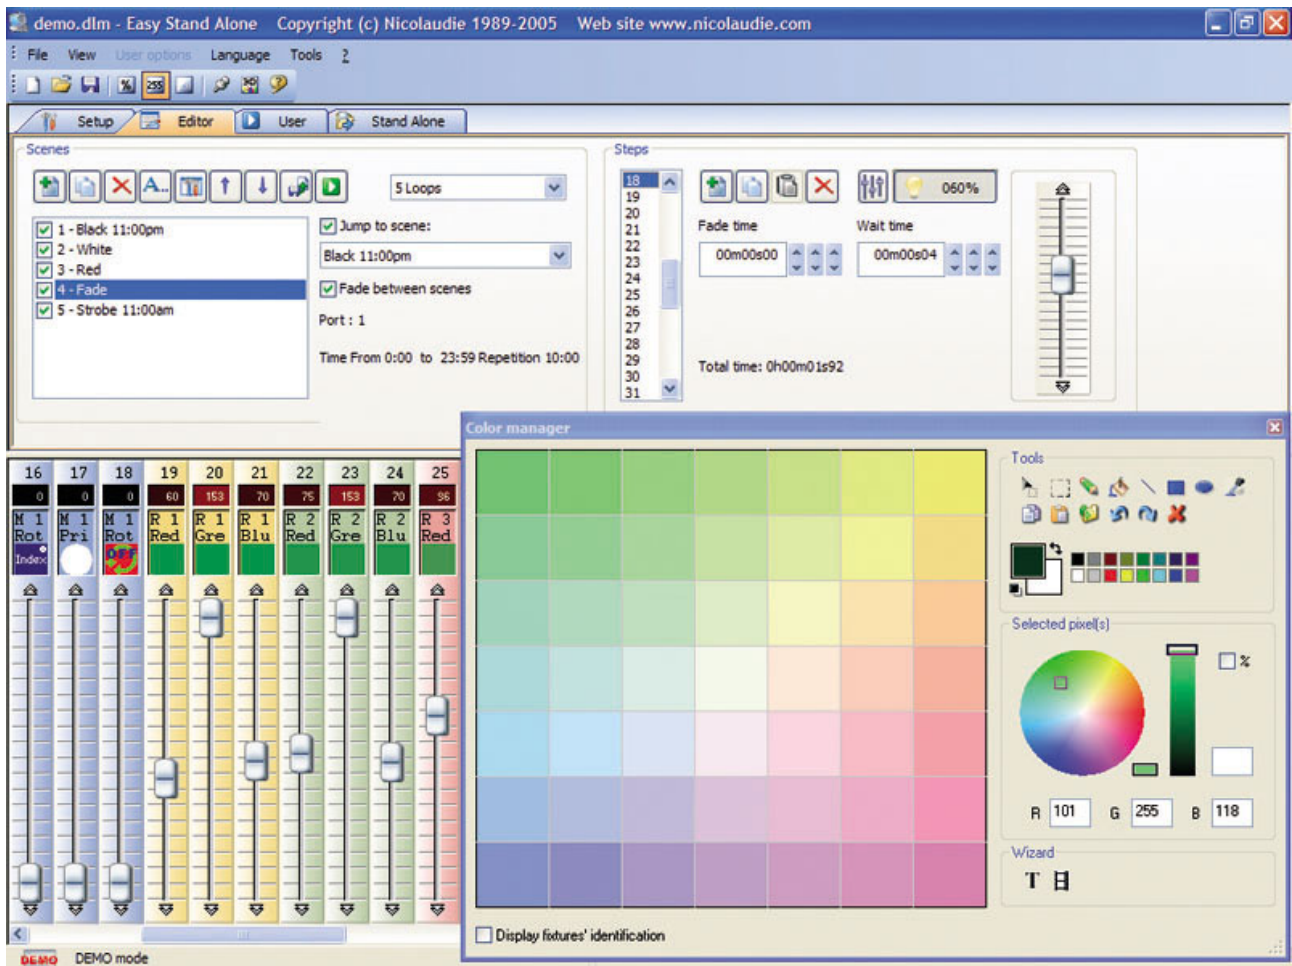 demo.dlm - Easy Stand Alone Copyright (c) Nicolaudie 1989-2005 Web site www.nicolaudie.com
File View User options Language Tools ?
% 255
Setup Editor User Stand Alone
Scenes
A..
5 Loops
1 - Black 11:00pm
2 - White
3 - Red
4 - Fade
5 - Strobe 11:00am
Jump to scene:
Black 11:00pm
Fade between scenes
Port : 1
Time From 0:00 to 23:59 Repetition 10:00
Steps
18
19
20
21
22
23
24
25
26
27
28
29
30
31
060%
Fade time Wait time
00m00s00 00m00s04
Total time: 0h00m01s92
16 17 18 19 20 21 22 23 24 25
0 0 0 60 153 70 75 153 70 96
M 1 M 1 M 1 R 1 R 1 R 1 R 2 R 2 R 2 R 3
Rot Pri Rot Red Gre Blu Red Gre Blu Red
Index OFF
DEMO DEMO mode
Color manager
Tools
Selected pixel(s)
%
R 101 G 255 B 118
Wizard
T
Display fixtures' identification